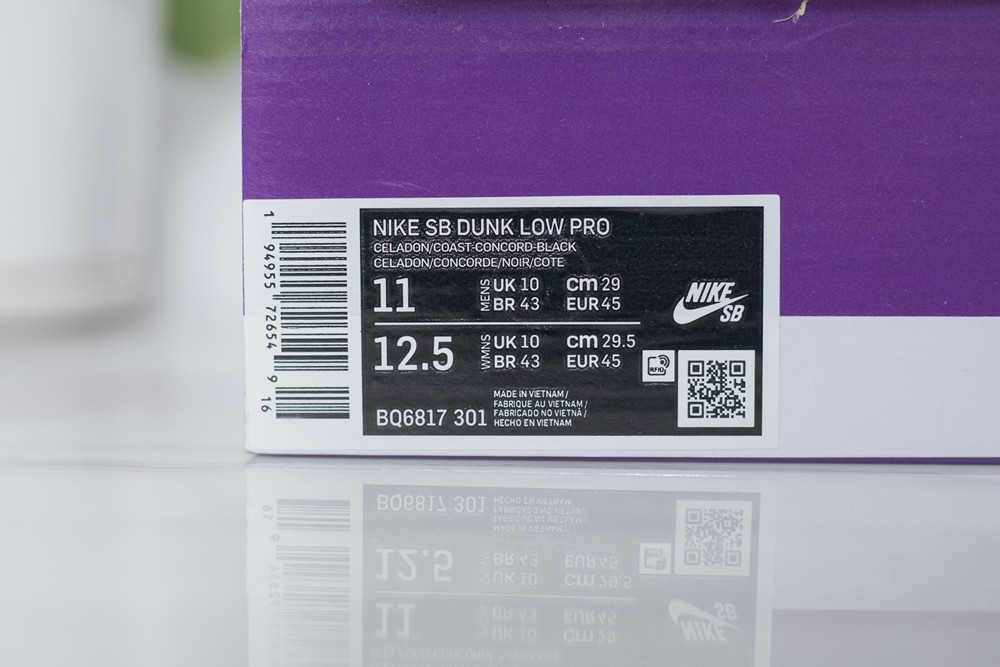 NIKE SB DUNK LOW PRO
CELADON/COAST-CONCORD-BLACK
CELADON/CONCORDE/NOIR/COTE
11 MENS UK 10 cm 29
BR 43 EUR 45
12.5 WMNS UK 10 cm 29.5
BR 43 EUR 45
MADE IN VIETNAM /
FABRIQUE AU VIETNAM /
FABRICADO NO VIETNÃ /
HECHO EN VIETNAM
BQ6817 301
NIKE
SB
RFID
1 94955 72654 9 16